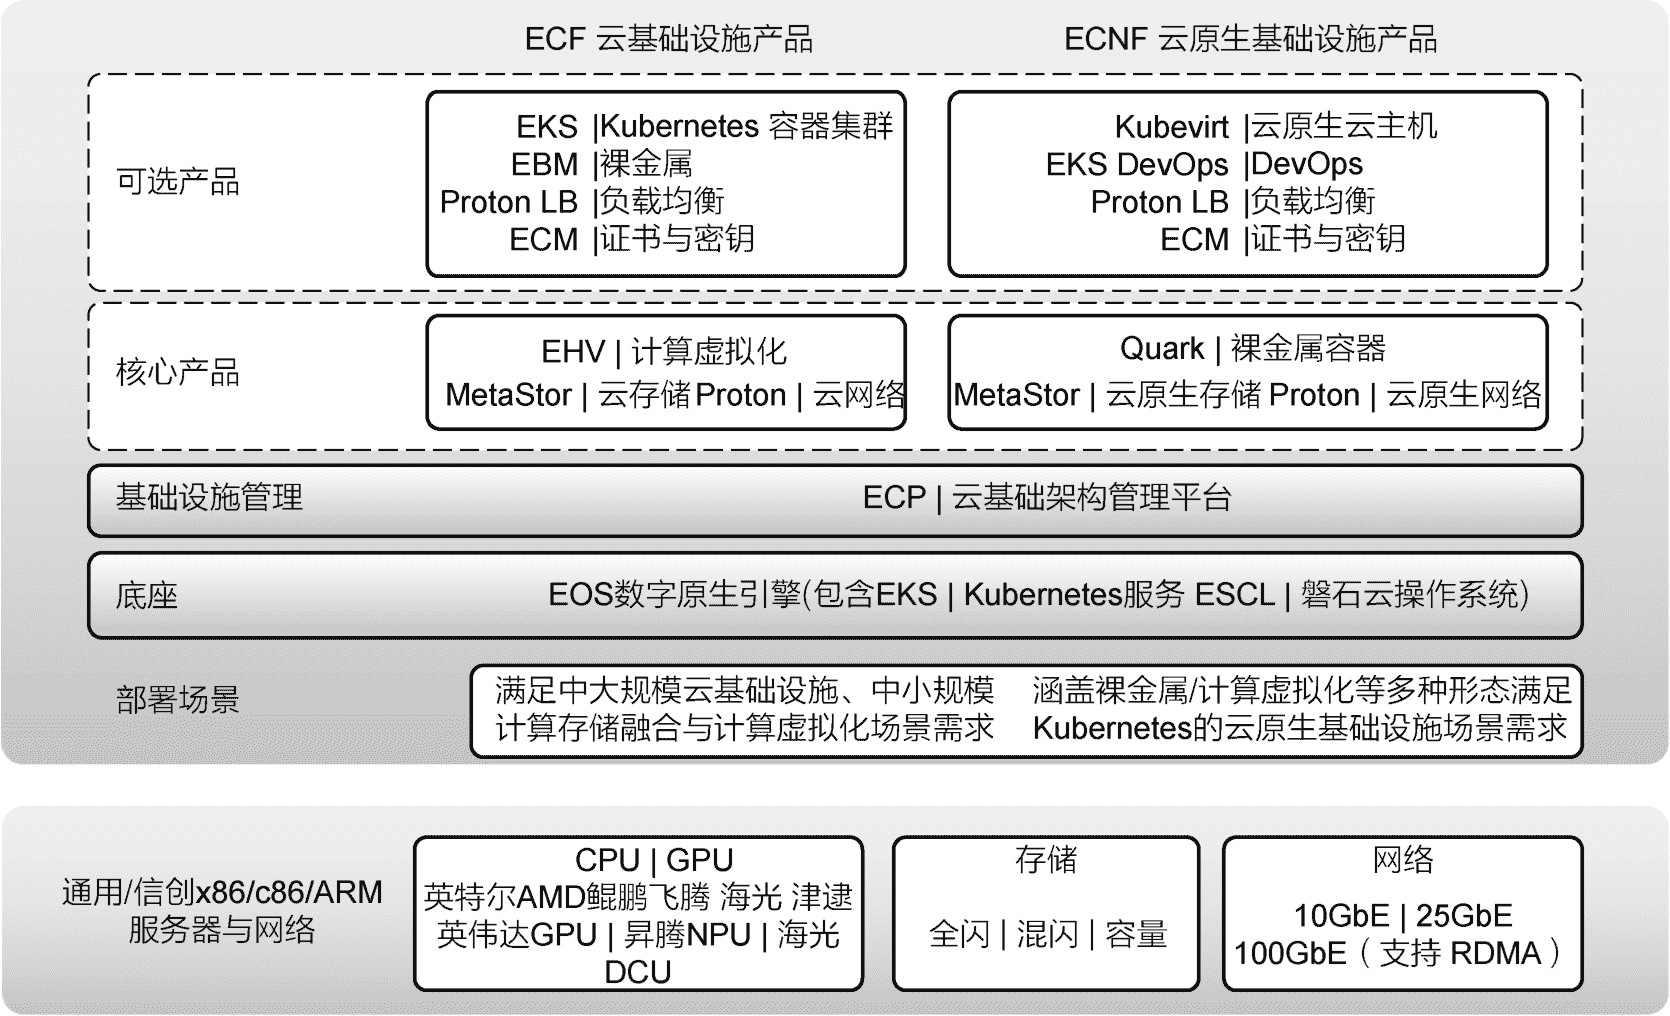 ECF 云基础设施产品
ECNF 云原生基础设施产品
可选产品
EKS |Kubernetes 容器集群
EBM |裸金属
Proton LB |负载均衡
ECM |证书与密钥
Kubevirt |云原生云主机
EKS DevOps |DevOps
Proton LB |负载均衡
ECM |证书与密钥
核心产品
EHV | 计算虚拟化
MetaStor | 云存储 Proton | 云网络
Quark | 裸金属容器
MetaStor | 云原生存储 Proton | 云原生网络
基础设施管理
ECP | 云基础架构管理平台
底座
EOS数字原生引擎(包含EKS | Kubernetes服务 ESCL | 磐石云操作系统)
部署场景
满足中大规模云基础设施、中小规模
计算存储融合与计算虚拟化场景需求
涵盖裸金属/计算虚拟化等多种形态满足
Kubernetes的云原生基础设施场景需求
通用/信创x86/c86/ARM
服务器与网络
CPU | GPU
英特尔AMD鲲鹏飞腾 海光 津逮
英伟达GPU | 昇腾NPU | 海光
DCU
存储
全闪 | 混闪 | 容量
网络
10GbE | 25GbE
100GbE（支持 RDMA）